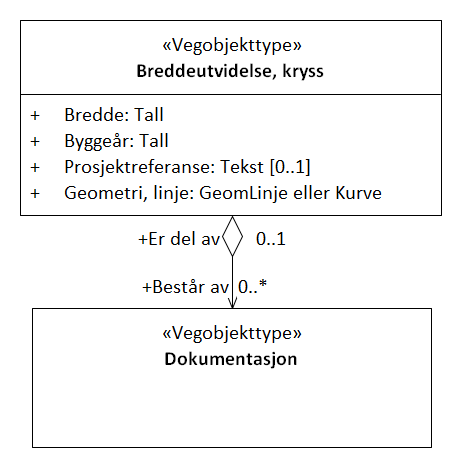 «Vegobjekttype»
Breddeutvidelse, kryss
+ Bredde: Tall
+ Byggeår: Tall
+ Prosjektreferanse: Tekst [0..1]
+ Geometri, linje: GeomLinje eller Kurve
+Er del av 0..1
+Består av 0..*
«Vegobjekttype»
Dokumentasjon